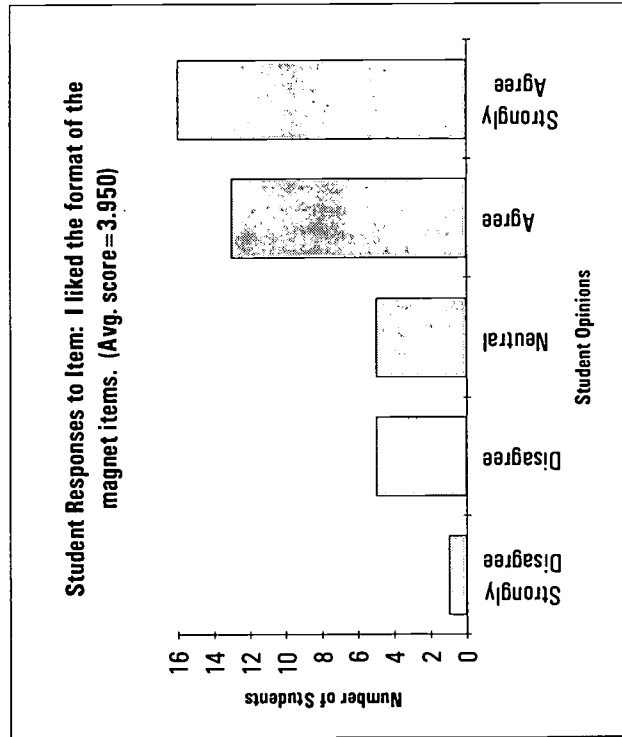 Student Responses to Item: I liked the format of the
magnet items. (Avg. score=3.950)
Number of Students
16
14
12
10
8
6
4
2
0
Strongly
Disagree
Disagree
Neutral
Agree
Strongly
Agree
Student Opinions